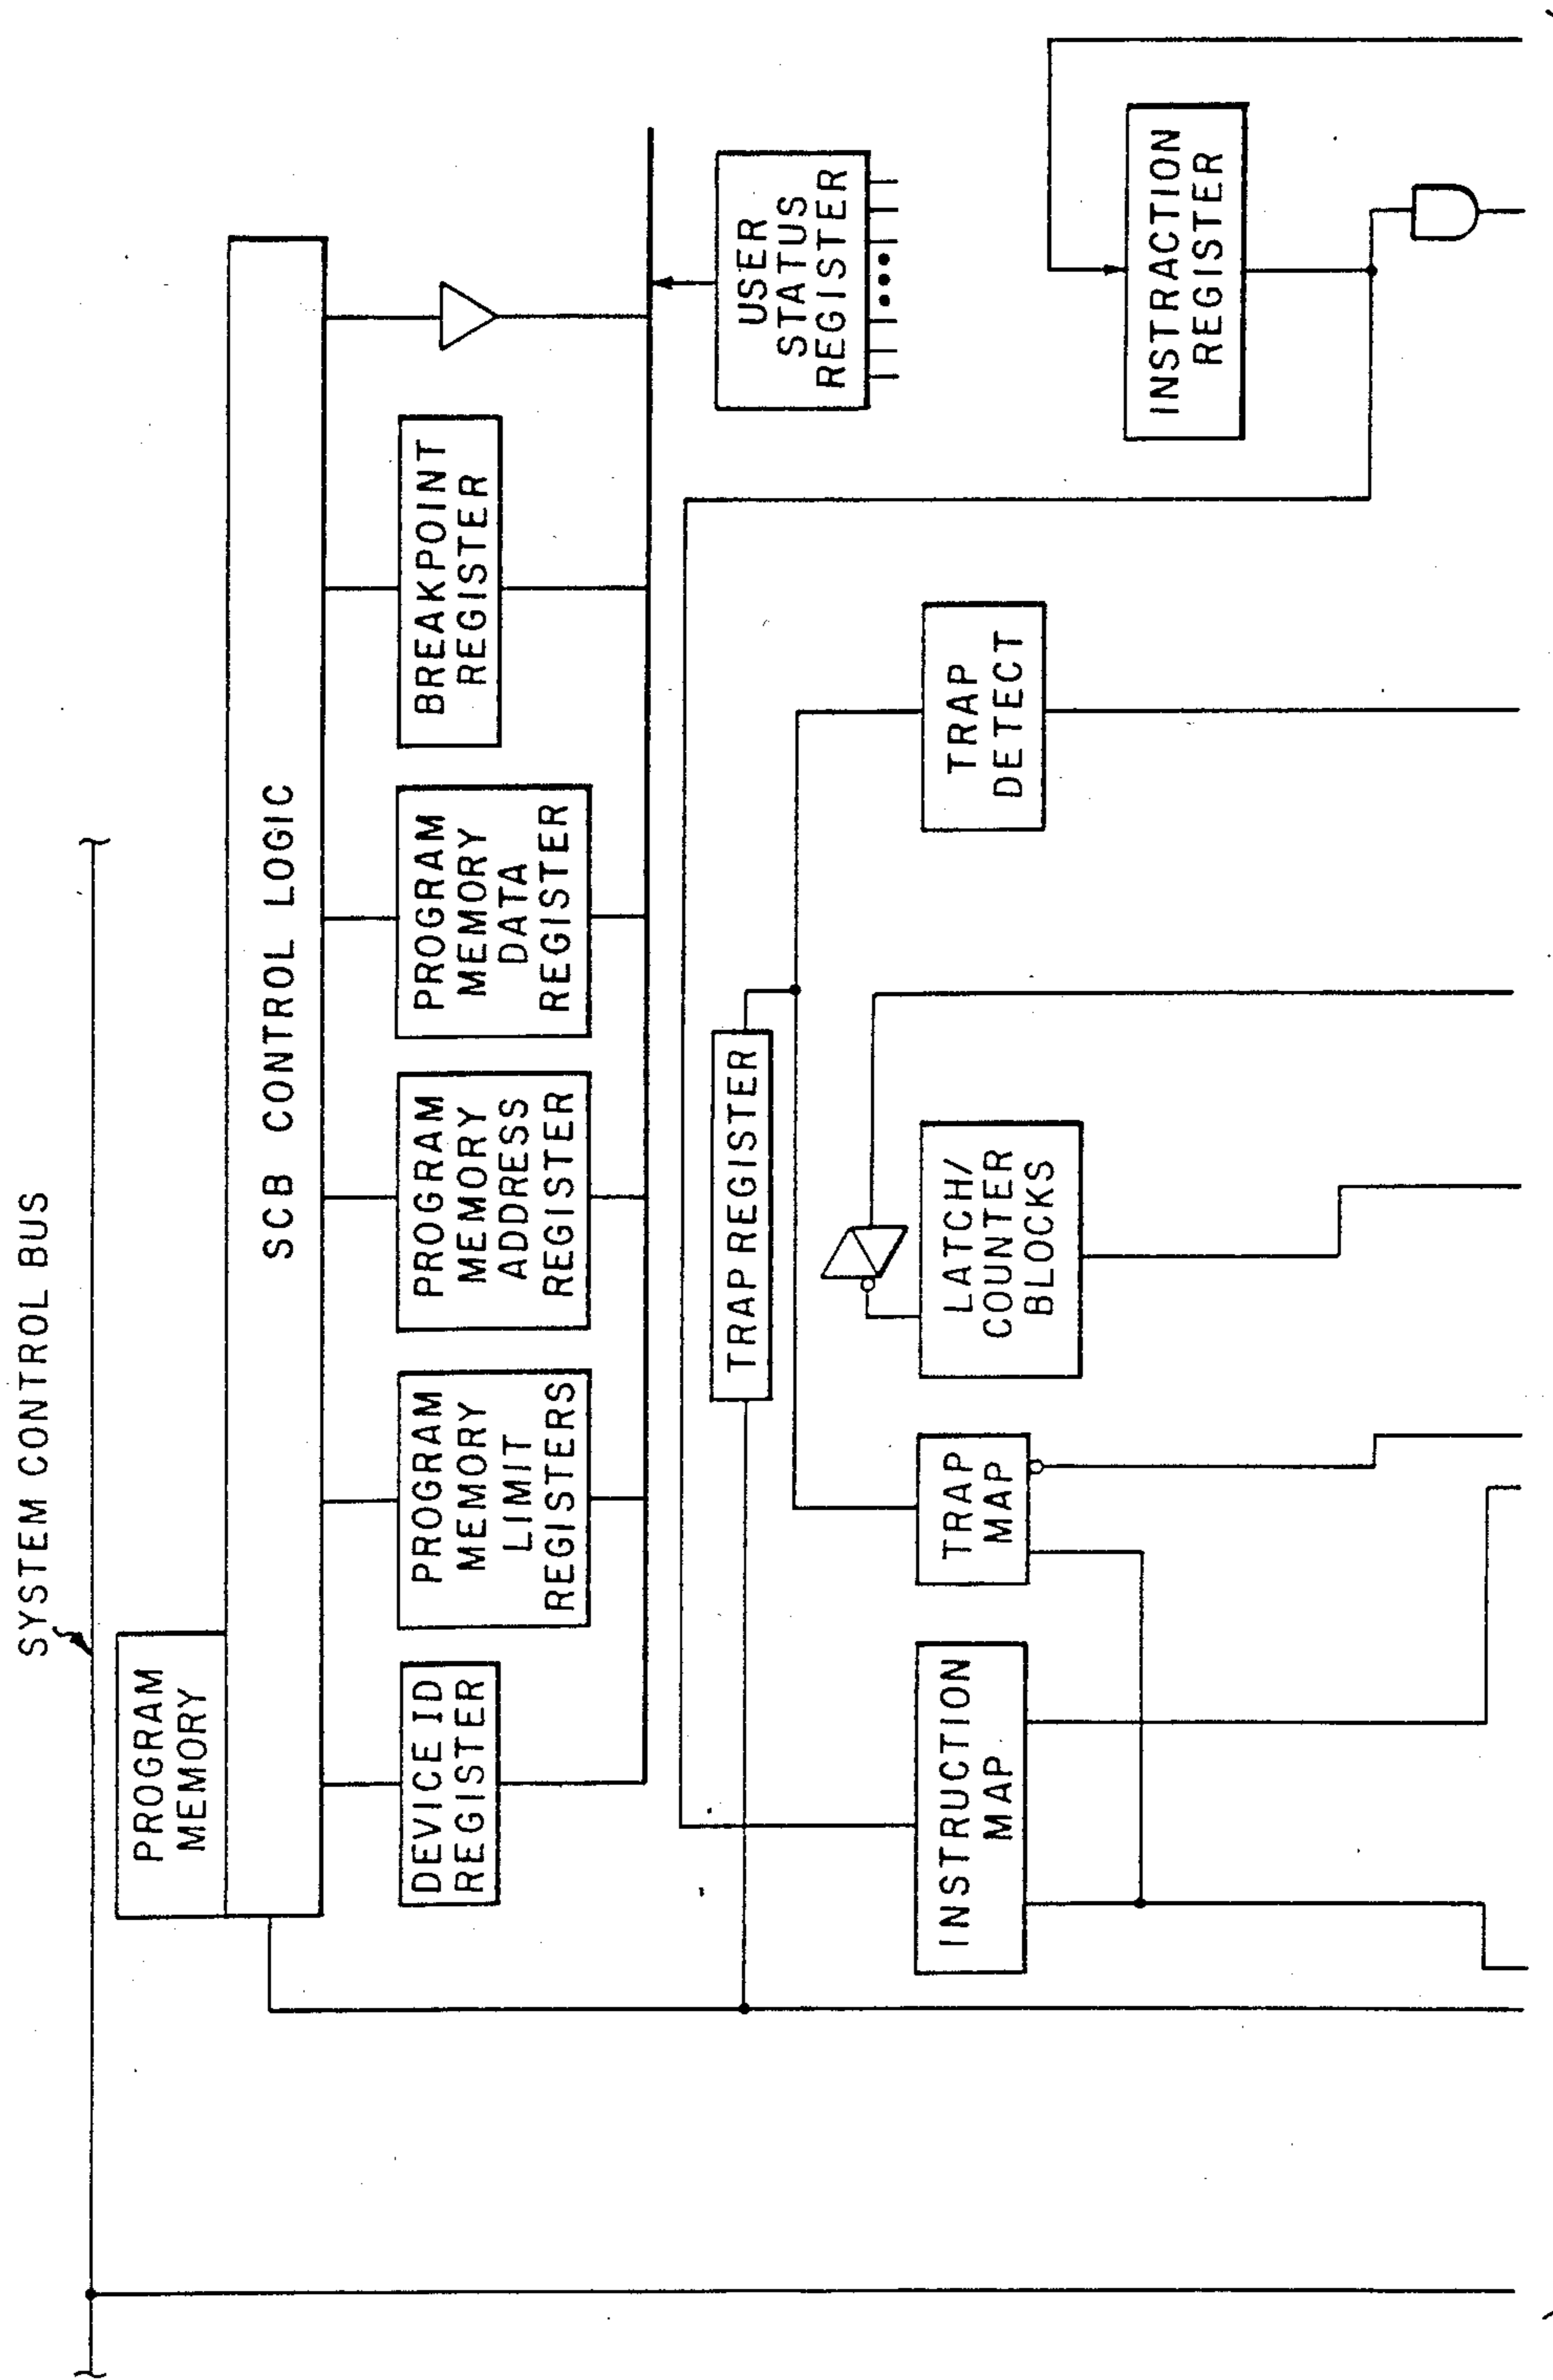 SYSTEM CONTROL BUS
PROGRAM
MEMORY
SCB CONTROL LOGIC
DEVICE ID
REGISTER
PROGRAM
MEMORY
LIMIT
REGISTERS
PROGRAM
MEMORY
ADDRESS
REGISTER
PROGRAM
MEMORY
DATA
REGISTER
BREAKPOINT
REGISTER
TRAP REGISTER
USER
STATUS
REGISTER
INSTRUCTION
MAP
TRAP
MAP
LATCH/
COUNTER
BLOCKS
TRAP
DETECT
INSTRACTION
REGISTER